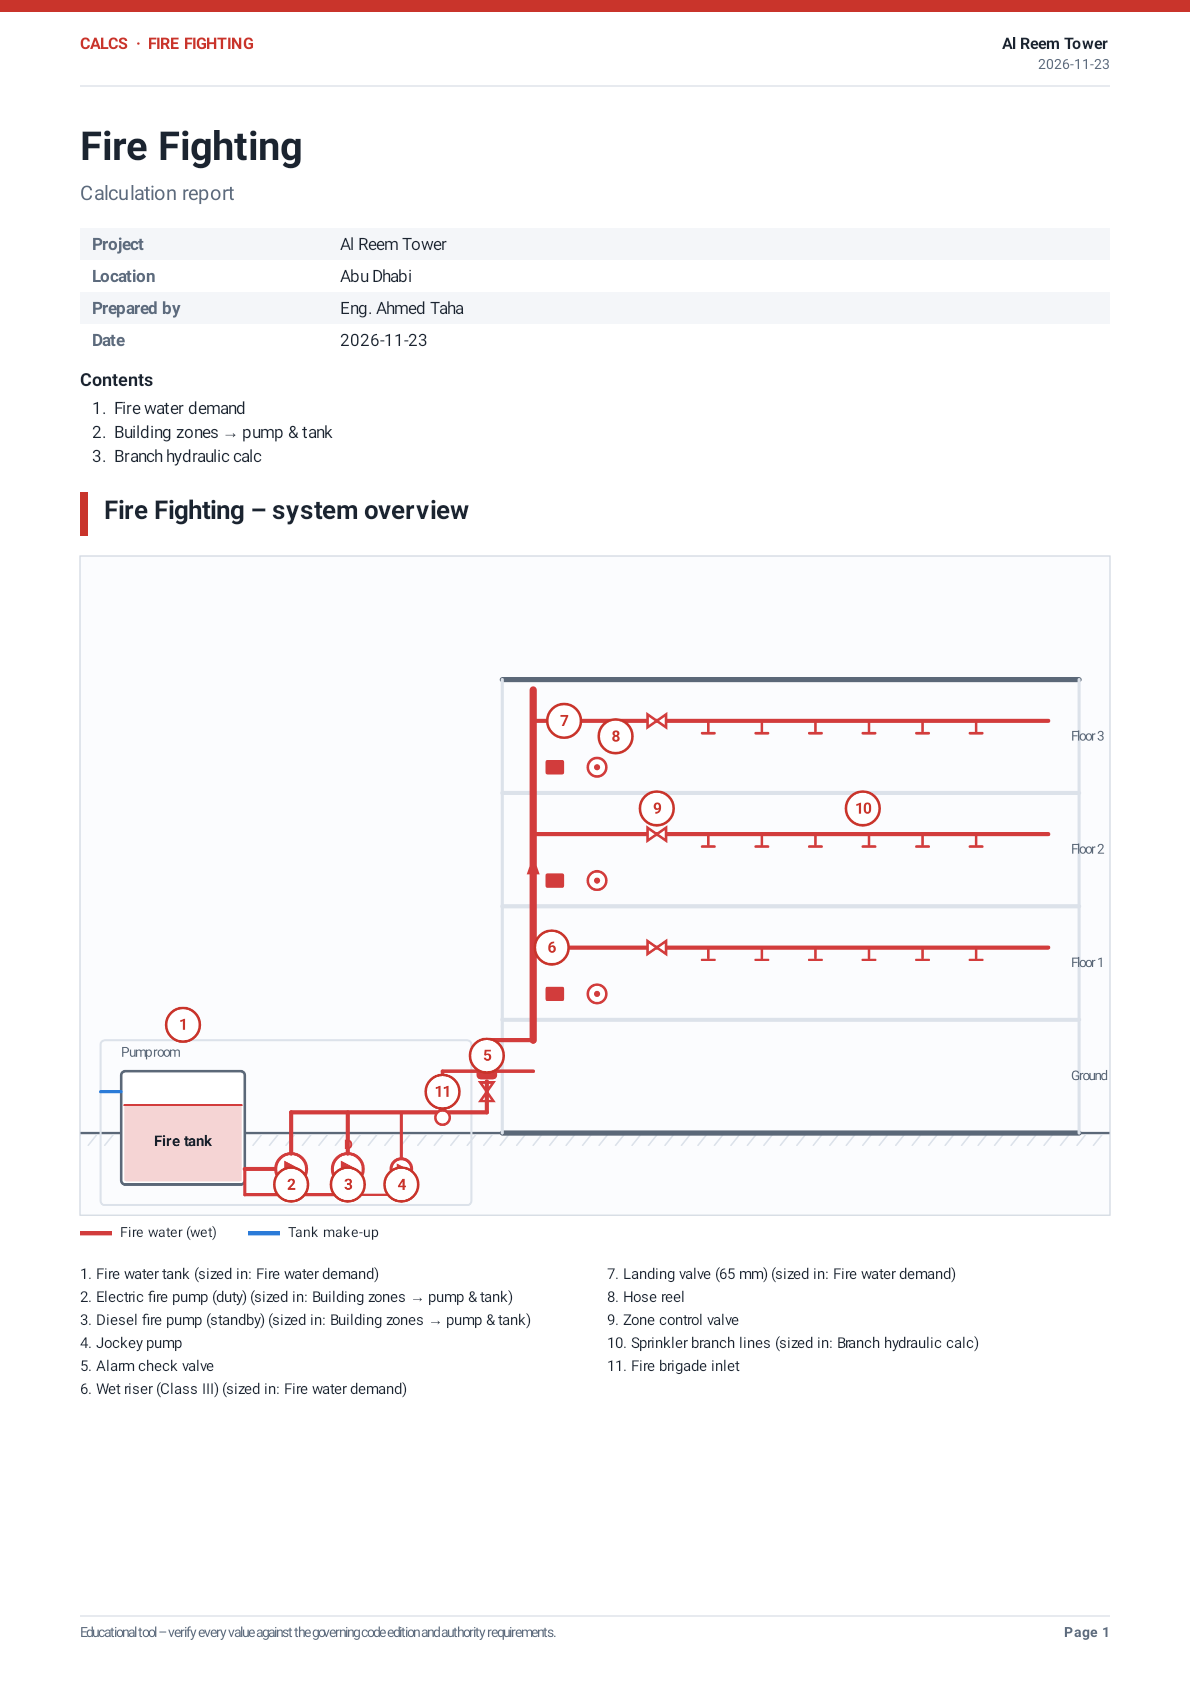 CALCS · FIRE FIGHTING
Al Reem Tower
2026-11-23
Fire Fighting
Calculation report
Project Al Reem Tower
Location Abu Dhabi
Prepared by Eng. Ahmed Taha
Date 2026-11-23
Contents
1. Fire water demand
2. Building zones → pump & tank
3. Branch hydraulic calc
Fire Fighting – system overview
7
8
Floor 3
9
10
Floor 2
6
Floor 1
1
Pump room
5
11
Ground
Fire tank
D
2
3
4
Fire water (wet)
Tank make-up
1. Fire water tank (sized in: Fire water demand)
2. Electric fire pump (duty) (sized in: Building zones → pump & tank)
3. Diesel fire pump (standby) (sized in: Building zones → pump & tank)
4. Jockey pump
5. Alarm check valve
6. Wet riser (Class III) (sized in: Fire water demand)
7. Landing valve (65 mm) (sized in: Fire water demand)
8. Hose reel
9. Zone control valve
10. Sprinkler branch lines (sized in: Branch hydraulic calc)
11. Fire brigade inlet
Educational tool – verify every value against the governing code edition and authority requirements.
Page 1